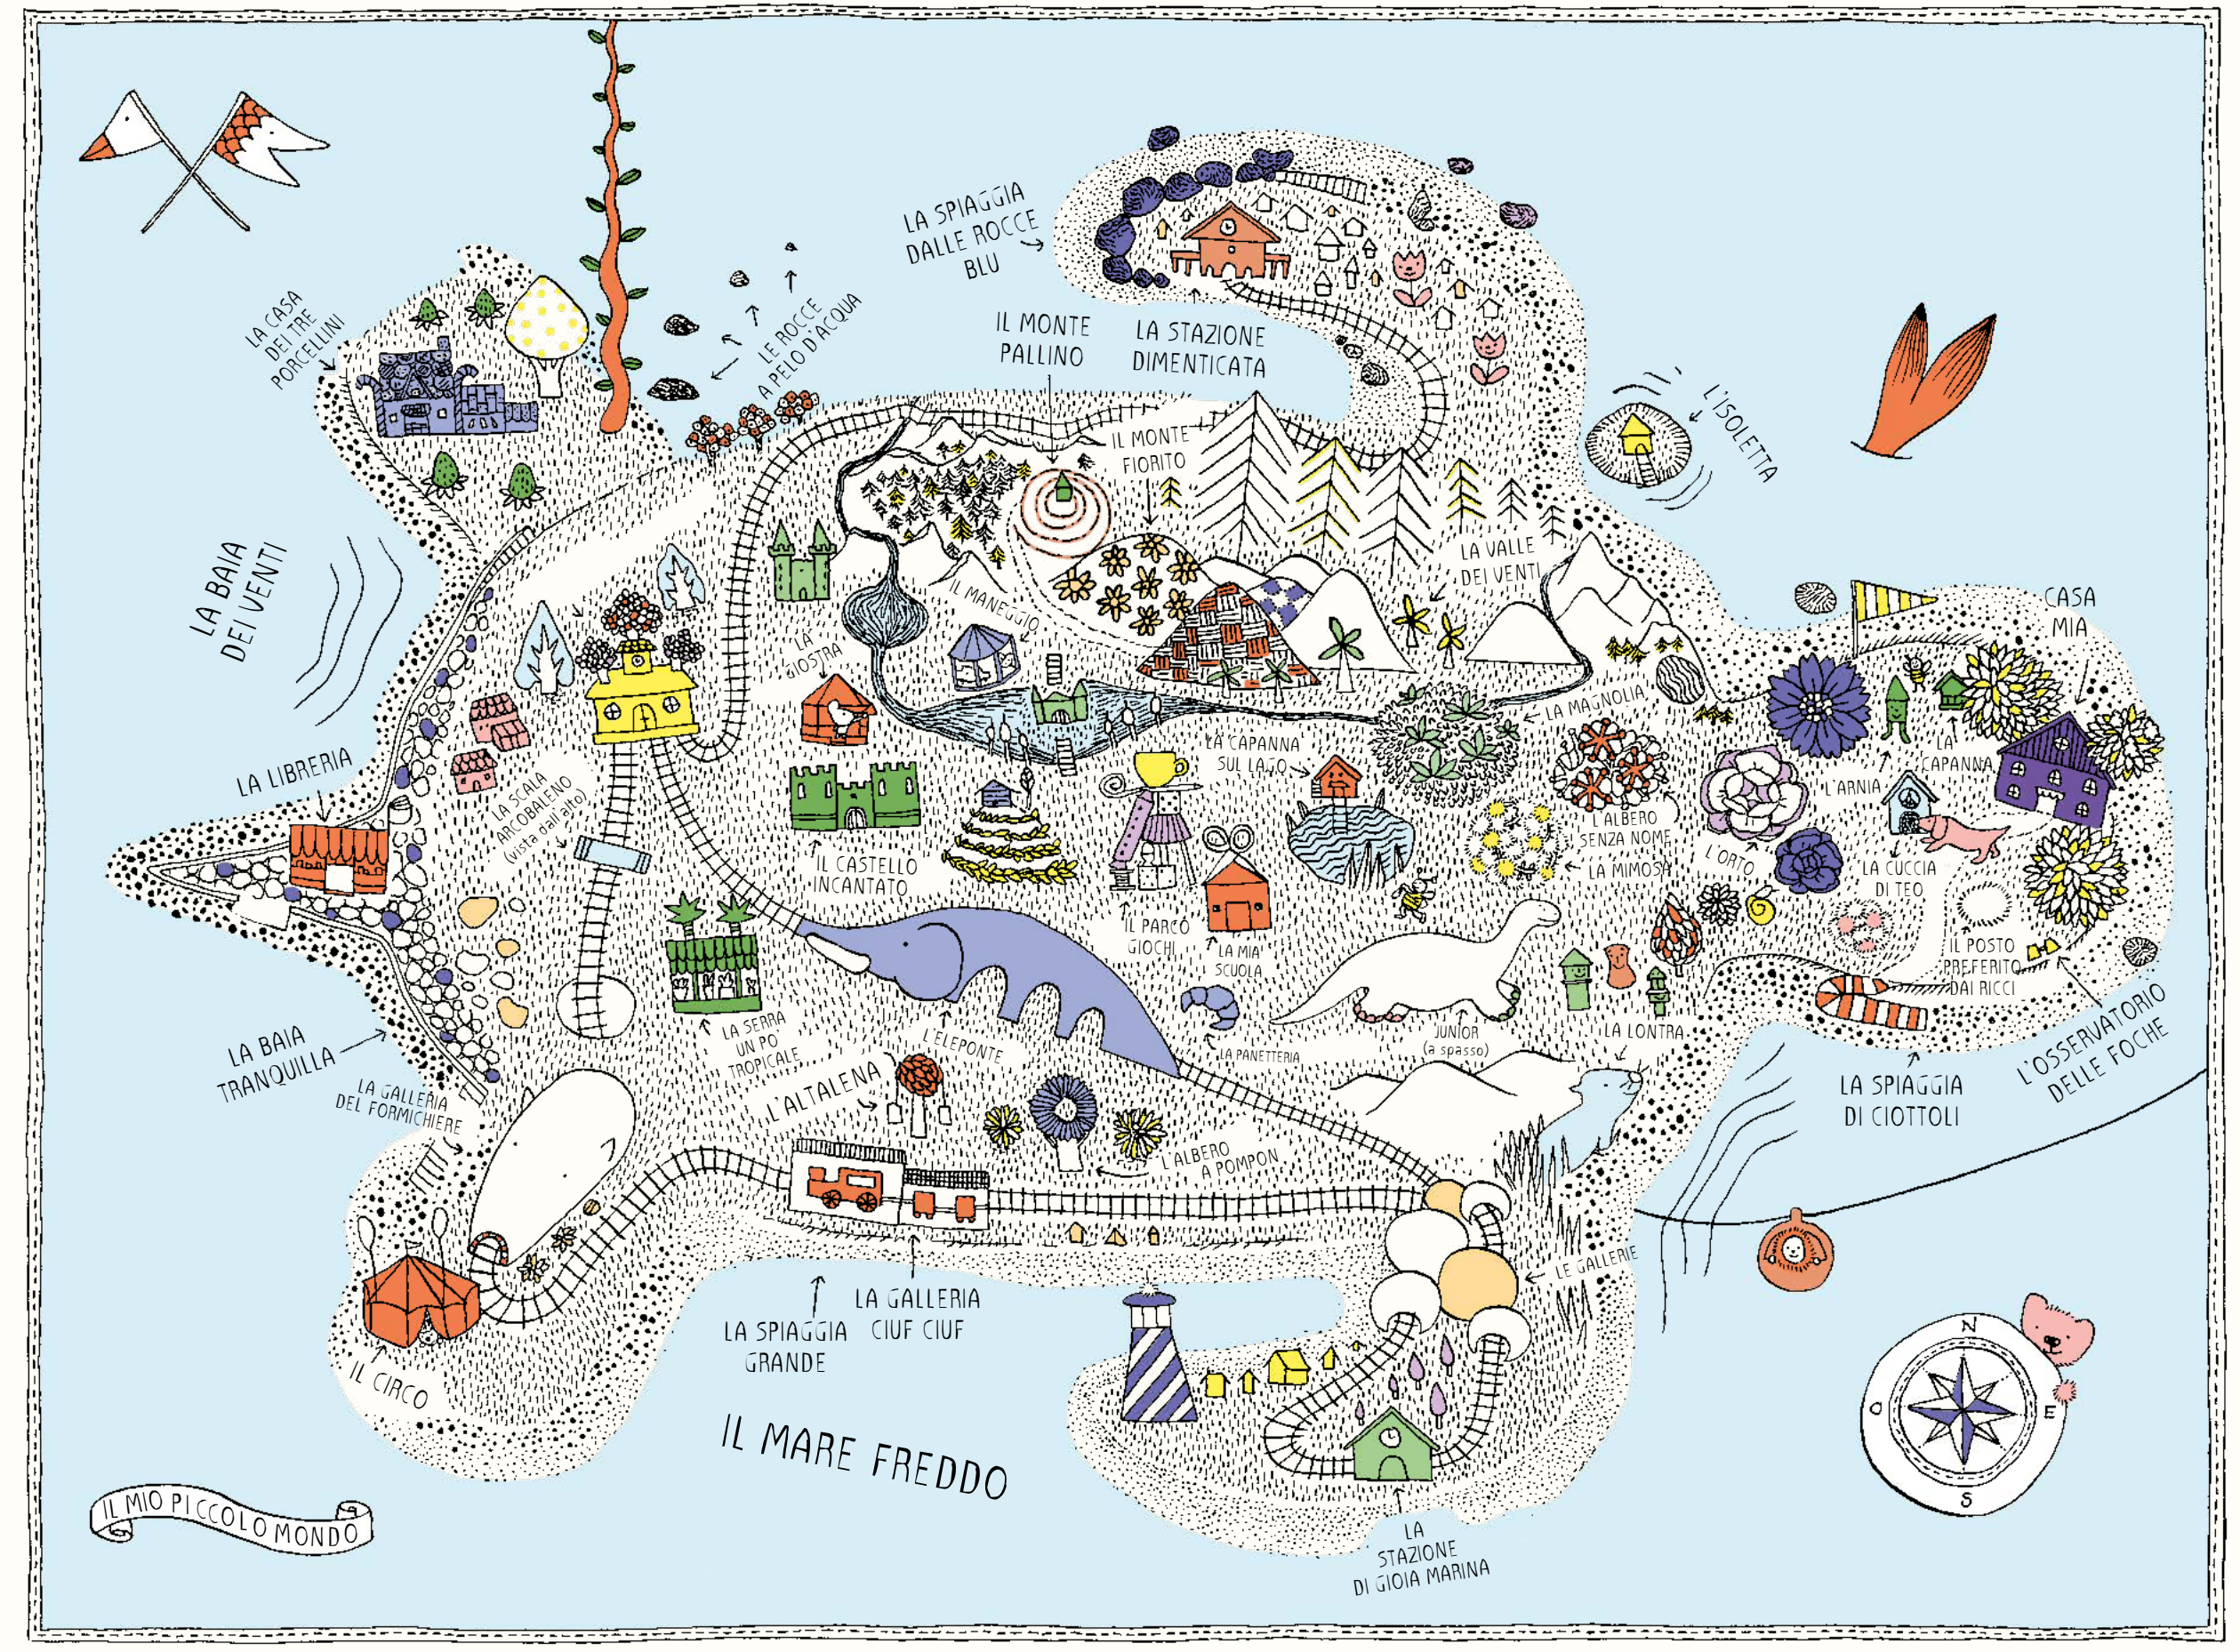 LA SPIAGGIA
DALLE ROCCE
BLU
LA CASA
DEI TRE
PORCELLINI
LE ROCCE
A PELO D'ACQUA
IL MONTE
PALLINO
LA STAZIONE
DIMENTICATA
L'ISOLETTA
IL MONTE
FIORITO
LA BAIA
DEI VENTI
LA VALLE
DEI VENTI
IL MANEGGIO
CASA
MIA
LA
GIOSTRA
LA MAGNOLIA
LA LIBRERIA
LA CAPANNA
SUL LAGO
LA
CAPANNA
L'ARNIA
LA SCALA
ARCOBALENO
(vista dall'alto)
L'ALBERO
SENZA NOME
LA MIMOSA
L'ORTO
LA CUCCIA
DI TEO
IL CASTELLO
INCANTATO
IL PARCO
GIOCHI
LA MIA
SCUOLA
IL POSTO
PREFERITO
DAI RICCI
LA BAIA
TRANQUILLA
LA SERRA
UN PO'
TROPICALE
L'ELEPONTE
LA PANETTERIA
JUNIOR
(a spasso)
LA LONTRA
L'OSSERVATORIO
DELLE FOCHE
LA SPIAGGIA
DI CIOTTOLI
LA GALLERIA
DEL FORMICHIERE
L'ALTALENA
L'ALBERO
A POMPON
LE GALLERIE
LA GALLERIA
CIUF CIUF
LA SPIAGGIA
GRANDE
IL CIRCO
IL MARE FREDDO
N
O
E
S
IL MIO PICCOLO MONDO
LA
STAZIONE
DI GIOIA MARINA